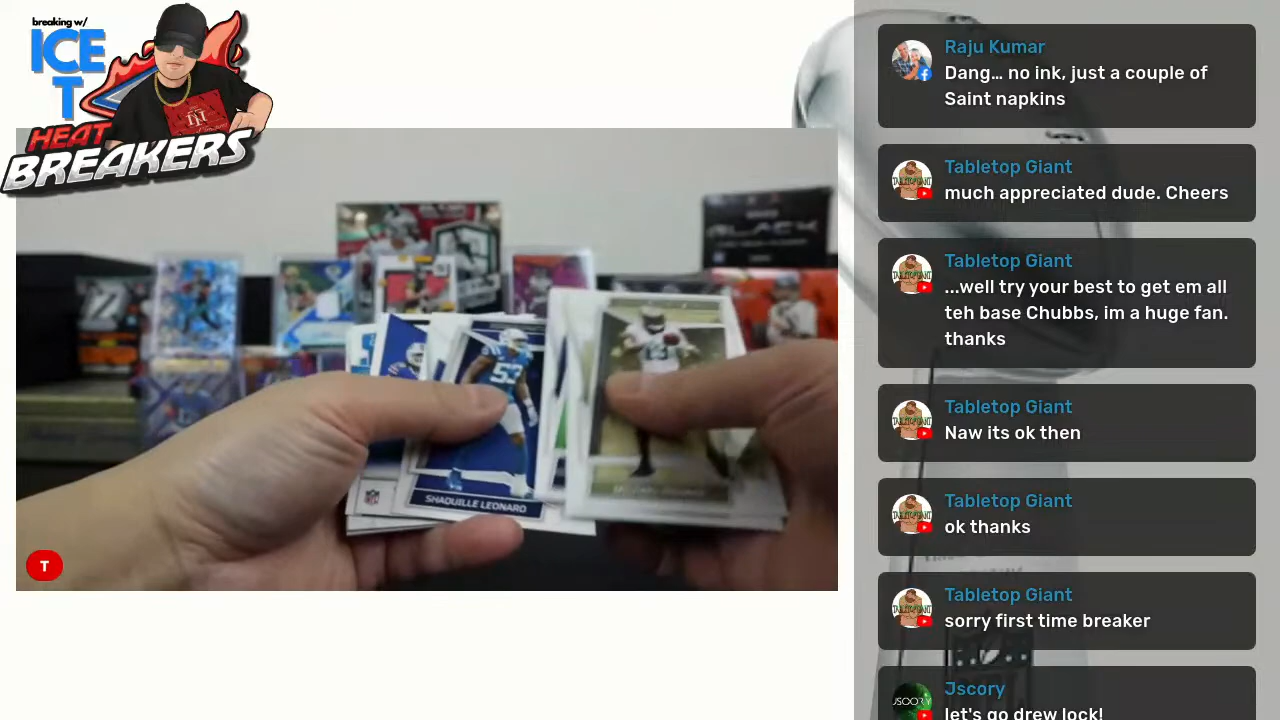 breaking w/
ICE
T
HEAT
BREAKERS
BLACK
53
SHAQUILLE LEONARD
NFL
T
Raju Kumar
Dang... no ink, just a couple of
Saint napkins
Tabletop Giant
much appreciated dude. Cheers
Tabletop Giant
...well try your best to get em all
teh base Chubbs, im a huge fan.
thanks
Tabletop Giant
Naw its ok then
Tabletop Giant
ok thanks
Tabletop Giant
sorry first time breaker
Jscory
let's go drew lock!